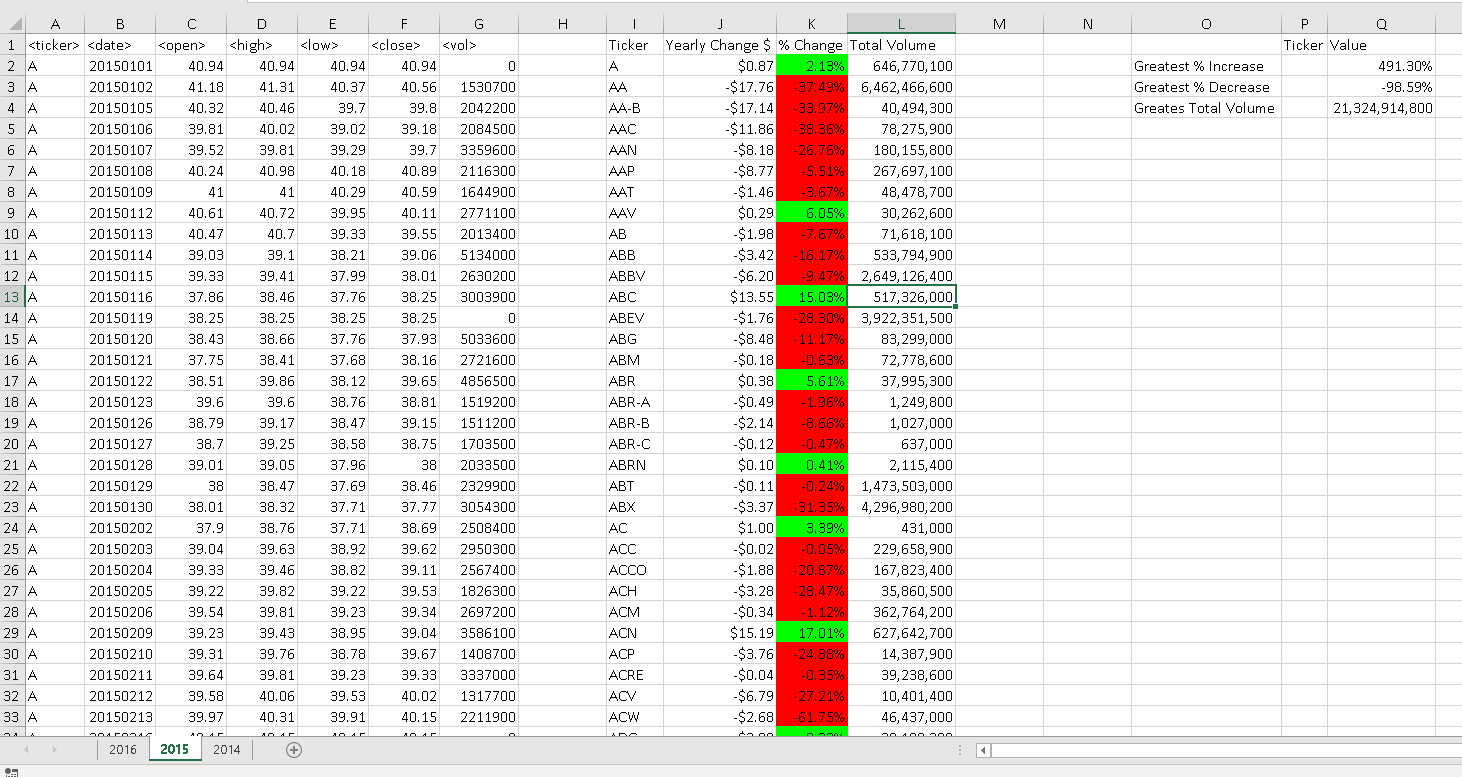 A B C D E F G H I J K L M N O P Q
1 <ticker> <date> <open> <high> <low> <close> <vol> Ticker Yearly Change $ % Change Total Volume Ticker Value
2 A 20150101 40.94 40.94 40.94 40.94 0 A $0.87 2.13% 646,770,100 Greatest % Increase 491.30%
3 A 20150102 41.18 41.31 40.37 40.56 1530700 AA -$17.76 -37.49% 6,462,466,600 Greatest % Decrease -98.59%
4 A 20150105 40.32 40.46 39.7 39.8 2042200 AA-B -$17.14 -33.97% 40,494,300 Greates Total Volume 21,324,914,800
5 A 20150106 39.81 40.02 39.02 39.18 2084500 AAC -$11.86 -38.36% 78,275,900
6 A 20150107 39.52 39.81 39.29 39.7 3359600 AAN -$8.18 -26.76% 180,155,800
7 A 20150108 40.24 40.98 40.18 40.89 2116300 AAP -$8.77 -5.51% 267,697,100
8 A 20150109 41 41 40.29 40.59 1644900 AAT -$1.46 -3.67% 48,478,700
9 A 20150112 40.61 40.72 39.95 40.11 2771100 AAV $0.29 6.05% 30,262,600
10 A 20150113 40.47 40.7 39.33 39.55 2013400 AB -$1.98 -7.67% 71,618,100
11 A 20150114 39.03 39.1 38.21 39.06 5134000 ABB -$3.42 -16.17% 533,794,900
12 A 20150115 39.33 39.41 37.99 38.01 2630200 ABBV -$6.20 -9.47% 2,649,126,400
13 A 20150116 37.86 38.46 37.76 38.25 3003900 ABC $13.55 15.03% 517,326,000
14 A 20150119 38.25 38.25 38.25 38.25 0 ABEV -$1.76 -28.30% 3,922,351,500
15 A 20150120 38.43 38.66 37.76 37.93 5033600 ABG -$8.48 -11.17% 83,299,000
16 A 20150121 37.75 38.41 37.68 38.16 2721600 ABM -$0.18 -0.63% 72,778,600
17 A 20150122 38.51 39.86 38.12 39.65 4856500 ABR $0.38 5.61% 37,995,300
18 A 20150123 39.6 39.6 38.76 38.81 1519200 ABR-A -$0.49 -1.96% 1,249,800
19 A 20150126 38.79 39.17 38.47 39.15 1511200 ABR-B -$2.14 -8.66% 1,027,000
20 A 20150127 38.7 39.25 38.58 38.75 1703500 ABR-C -$0.12 -0.47% 637,000
21 A 20150128 39.01 39.05 37.96 38 2033500 ABRN $0.10 0.41% 2,115,400
22 A 20150129 38 38.47 37.69 38.46 2329900 ABT -$0.11 -0.24% 1,473,503,000
23 A 20150130 38.01 38.32 37.71 37.77 3054300 ABX -$3.37 -31.35% 4,296,980,200
24 A 20150202 37.9 38.76 37.71 38.69 2508400 AC $1.00 3.39% 431,000
25 A 20150203 39.04 39.63 38.92 39.62 2950300 ACC -$0.02 -0.05% 229,658,900
26 A 20150204 39.33 39.46 38.82 39.11 2567400 ACCO -$1.88 -20.87% 167,823,400
27 A 20150205 39.22 39.82 39.22 39.53 1826300 ACH -$3.28 -28.47% 35,860,500
28 A 20150206 39.54 39.81 39.23 39.34 2697200 ACM -$0.34 -1.12% 362,764,200
29 A 20150209 39.23 39.43 38.95 39.04 3586100 ACN $15.19 17.01% 627,642,700
30 A 20150210 39.31 39.76 38.78 39.67 1408700 ACP -$3.76 -24.88% 14,387,900
31 A 20150211 39.64 39.81 39.23 39.33 3337000 ACRE -$0.04 -0.35% 39,238,600
32 A 20150212 39.58 40.06 39.53 40.02 1317700 ACV -$6.79 -27.21% 10,401,400
33 A 20150213 39.97 40.31 39.91 40.15 2211900 ACW -$2.68 -61.75% 46,437,000
2016 2015 2014